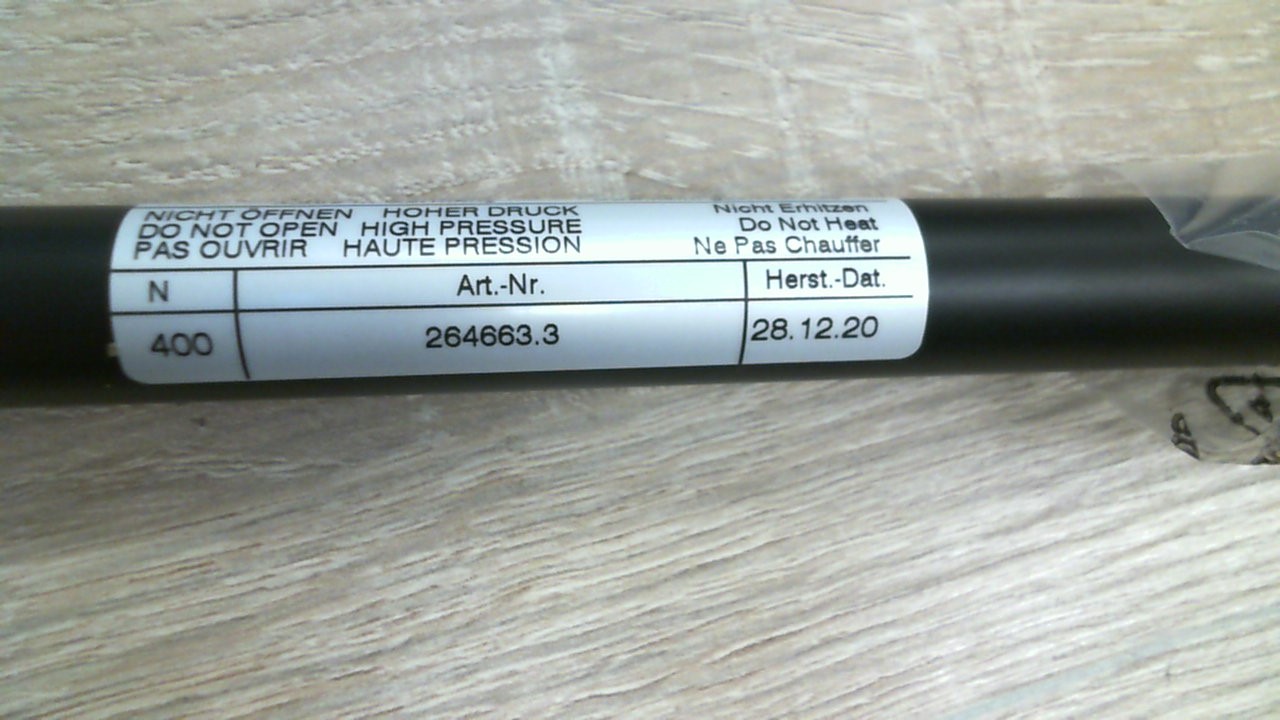 NICHT ÖFFNEN HOHER DRUCK Nicht Erhitzen
DO NOT OPEN HIGH PRESSURE Do Not Heat
PAS OUVRIR HAUTE PRESSION Ne Pas Chauffer
N Art.-Nr. Herst.-Dat.
400 264663.3 28.12.20